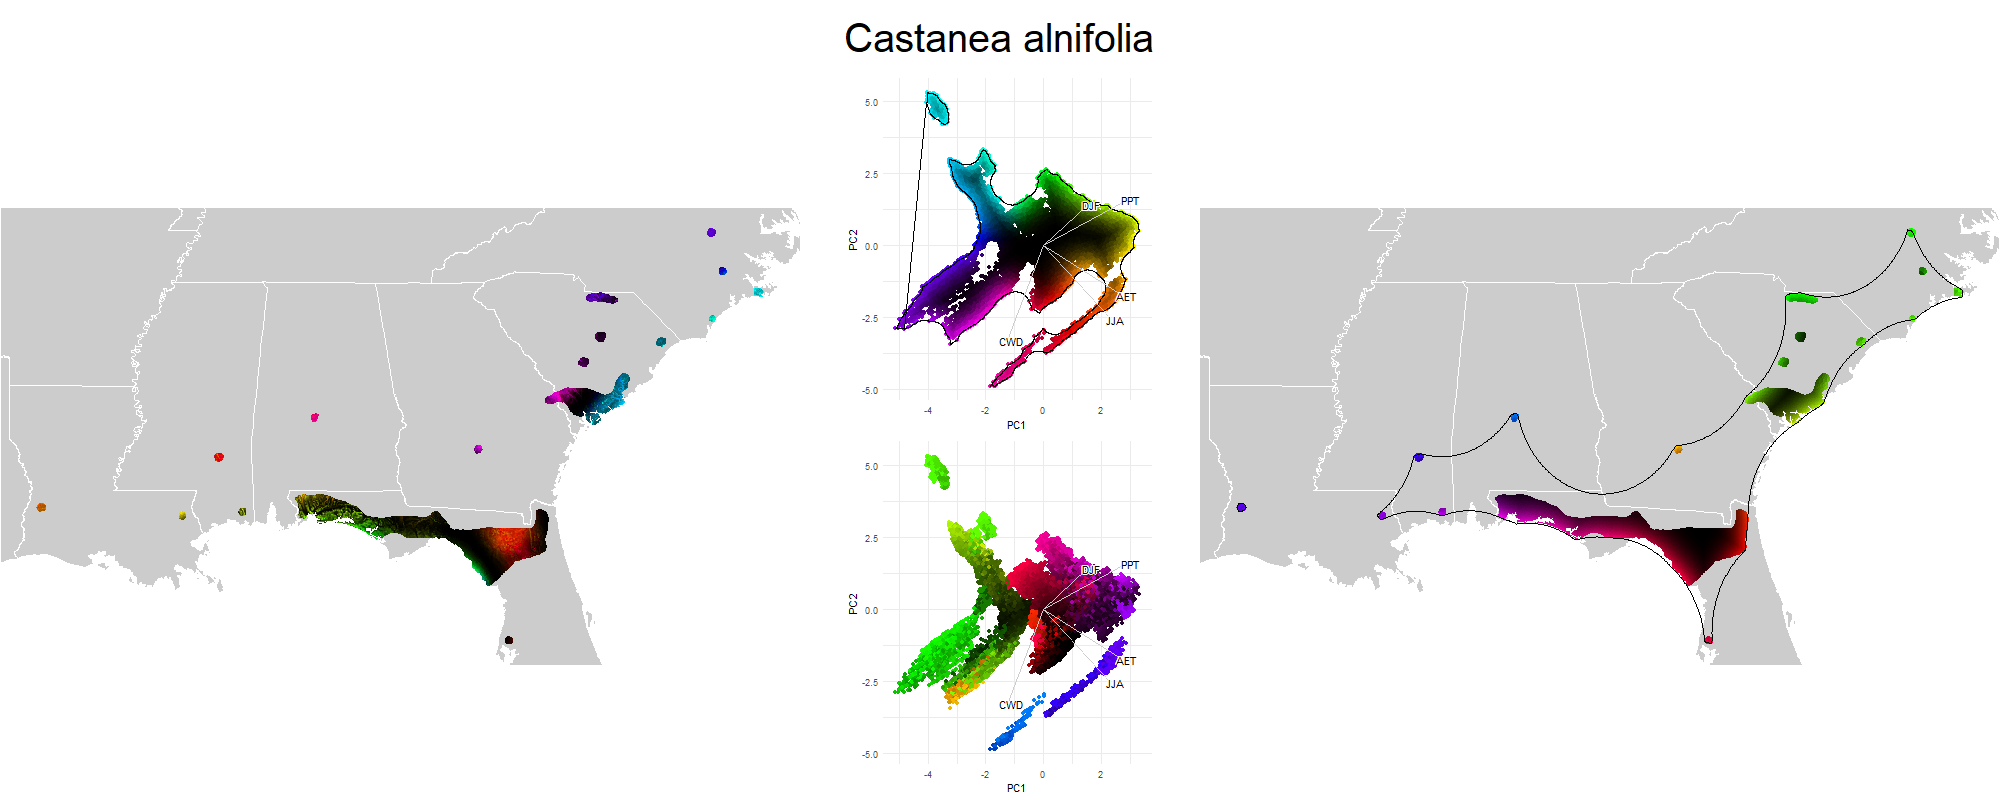 Castanea alnifolia
5.0
2.5
0.0
-2.5
-5.0
PC2
DJF
PPT
AET
JJA
CWD
-4
-2
0
2
PC1
5.0
2.5
0.0
-2.5
-5.0
PC2
DJF
PPT
AET
JJA
CWD
-4
-2
0
2
PC1